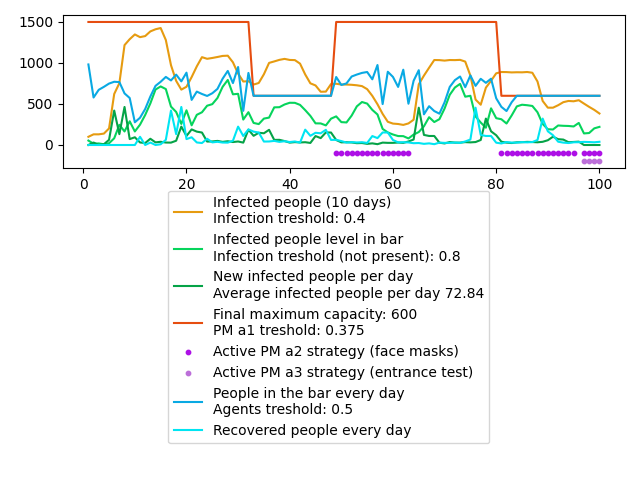 1500
1000
500
0
0
20
40
60
80
100
Infected people (10 days)
Infection treshold: 0.4
Infected people level in bar
Infection treshold (not present): 0.8
New infected people per day
Average infected people per day 72.84
Final maximum capacity: 600
PM a1 treshold: 0.375
Active PM a2 strategy (face masks)
Active PM a3 strategy (entrance test)
People in the bar every day
Agents treshold: 0.5
Recovered people every day